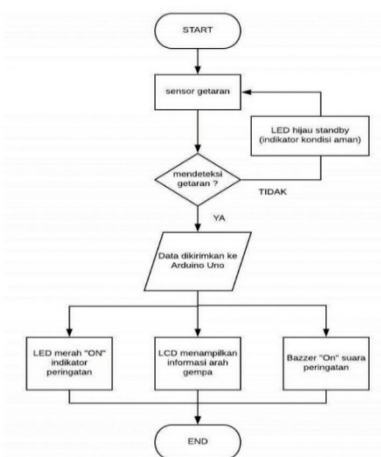 START
sensor getaran
LED hijau standby
(indikator kondisi aman)
mendeteksi
getaran ?
TIDAK
YA
Data dikirimkan ke
Arduino Uno
LED merah "ON"
indikator
peringatan
LCD menampilkan
informasi arah
gempa
Bazzer "On" suara
peringatan
END